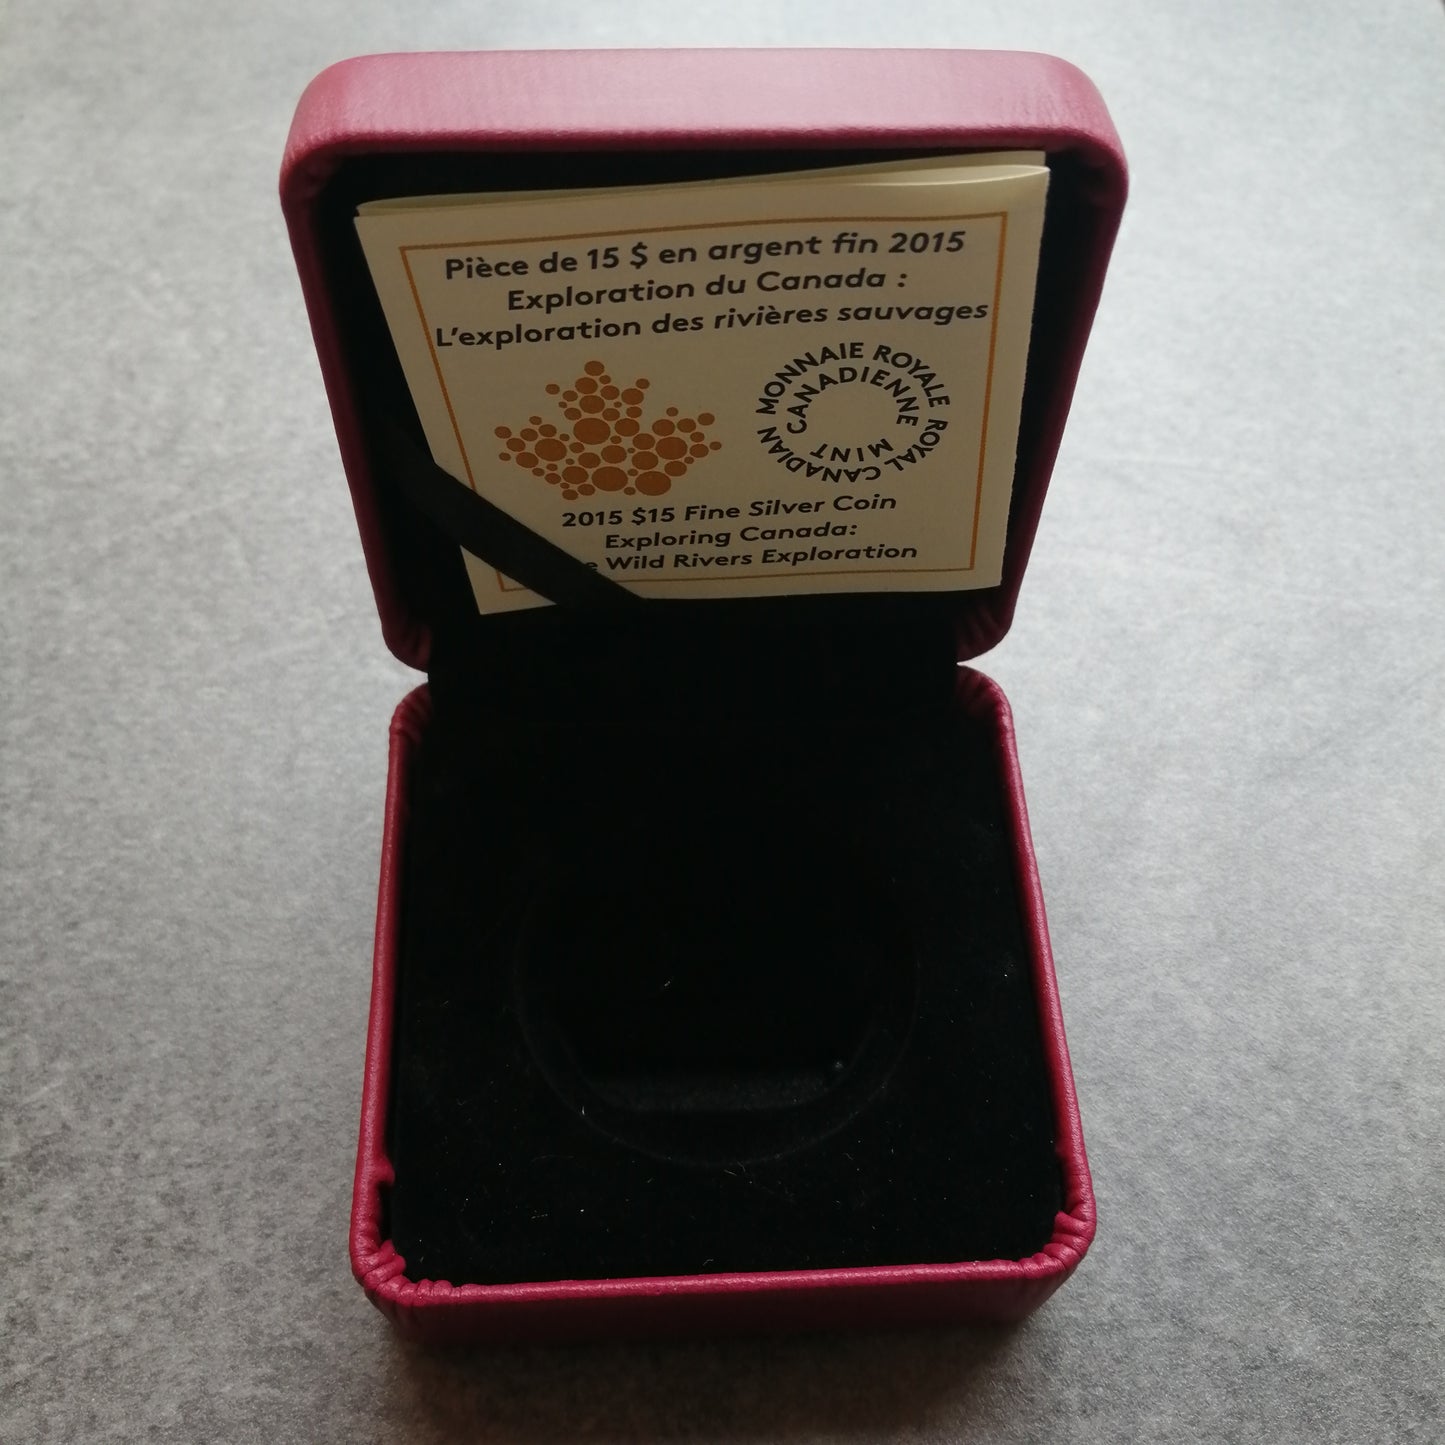 Pièce de 15 $ en argent fin 2015
Exploration du Canada :
L'exploration des rivières sauvages
MONNAIE ROYALE CANADIENNE
ROYAL CANADIAN MINT
2015 $15 Fine Silver Coin
Exploring Canada:
Wild Rivers Exploration